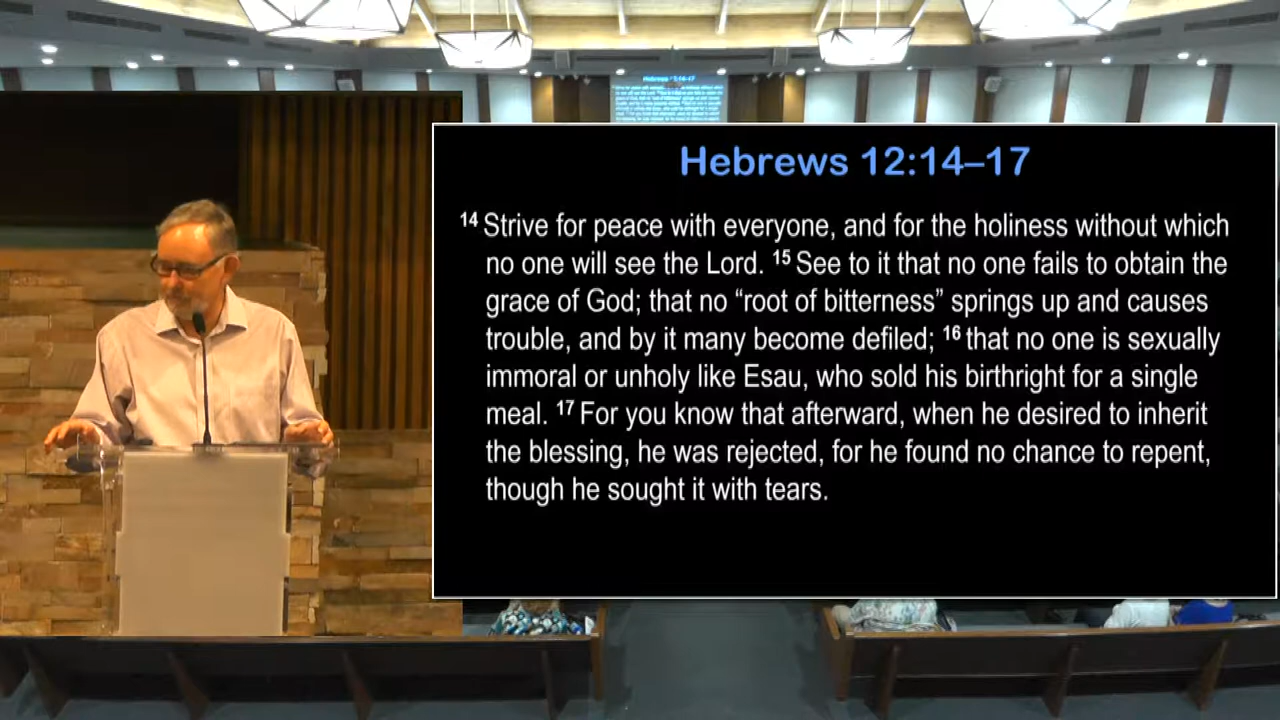 Hebrews 12:14-17
Hebrews 12:14–17
14 Strive for peace with everyone, and for the holiness without which
no one will see the Lord. 15 See to it that no one fails to obtain the
grace of God; that no “root of bitterness” springs up and causes
trouble, and by it many become defiled; 16 that no one is sexually
immoral or unholy like Esau, who sold his birthright for a single
meal. 17 For you know that afterward, when he desired to inherit
the blessing, he was rejected, for he found no chance to repent,
though he sought it with tears.